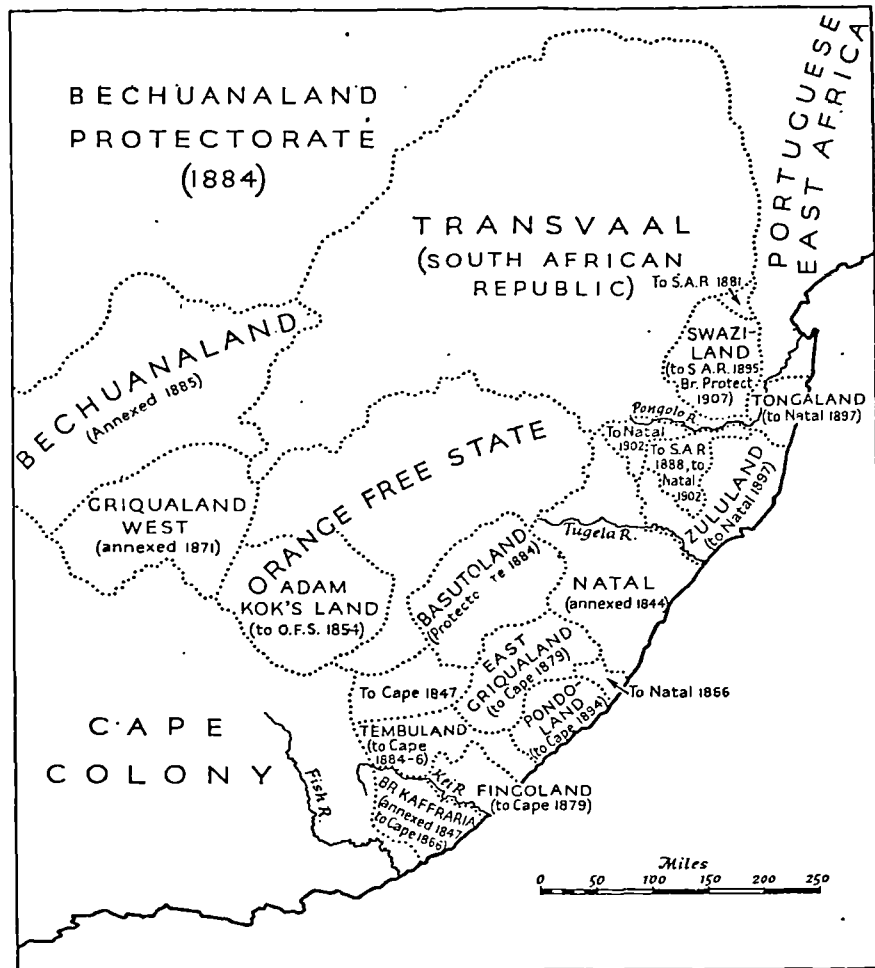 BECHUANALAND
PROTECTORATE
(1884)
PORTUGUESE
EAST AFRICA
TRANSVAAL
(SOUTH AFRICAN
REPUBLIC)
To S.A.R 1881
SWAZI-
LAND
(to S A.R. 1895
Br. Protect
1907)
TONGALAND
(to Natal 1897)
BECHUANALAND
(Annexed 1885)
Pongolo R.
To Natal
1902
To S.A.R
1888, to
Natal
1902
ZULULAND
(to Natal 1897)
GRIQUALAND
WEST
(annexed 1871)
ORANGE FREE STATE
Tugela R.
ADAM
KOK'S LAND
(to O.F.S. 1854)
BASUTOLAND
(Protecto re 1884)
NATAL
(annexed 1844)
EAST
GRIQUALAND
(to Cape 1879)
To Cape 1847
To Natal 1866
PONDO-
LAND
(to Cape 1894)
CAPE
COLONY
TEMBULAND
(to Cape
1884-6)
Kei R.
Fish R.
FINGOLAND
(to Cape 1879)
BR KAFFRARIA
(annexed 1847
to Cape 1866)
Miles
0 50 100 150 200 250